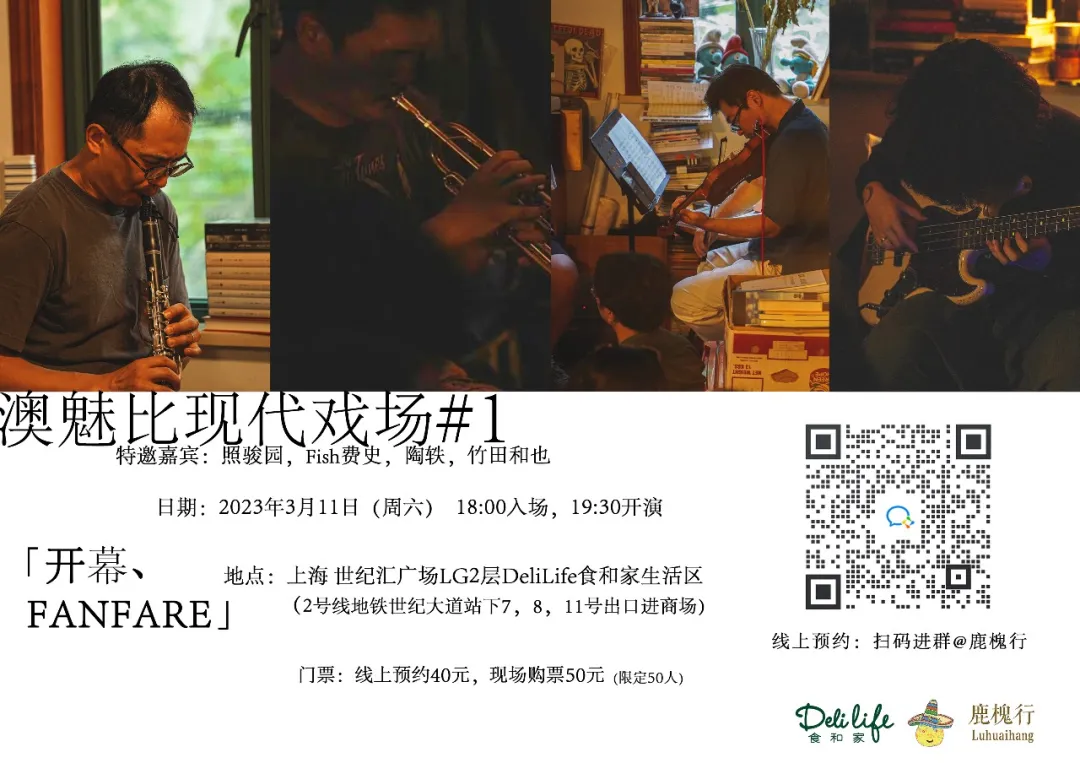 澳魅比现代戏场#1
特邀嘉宾：照骏园，Fish费史，陶轶，竹田和也
日期：2023年3月11日（周六） 18:00入场，19:30开演
「开幕、
FANFARE」
地点：上海 世纪汇广场LG2层DeliLife食和家生活区
（2号线地铁世纪大道站下7，8，11号出口进商场）
门票：线上预约40元，现场购票50元 (限定50人)
线上预约：扫码进群@鹿槐行
Deli life
食和家
鹿槐行
Luhuaihang